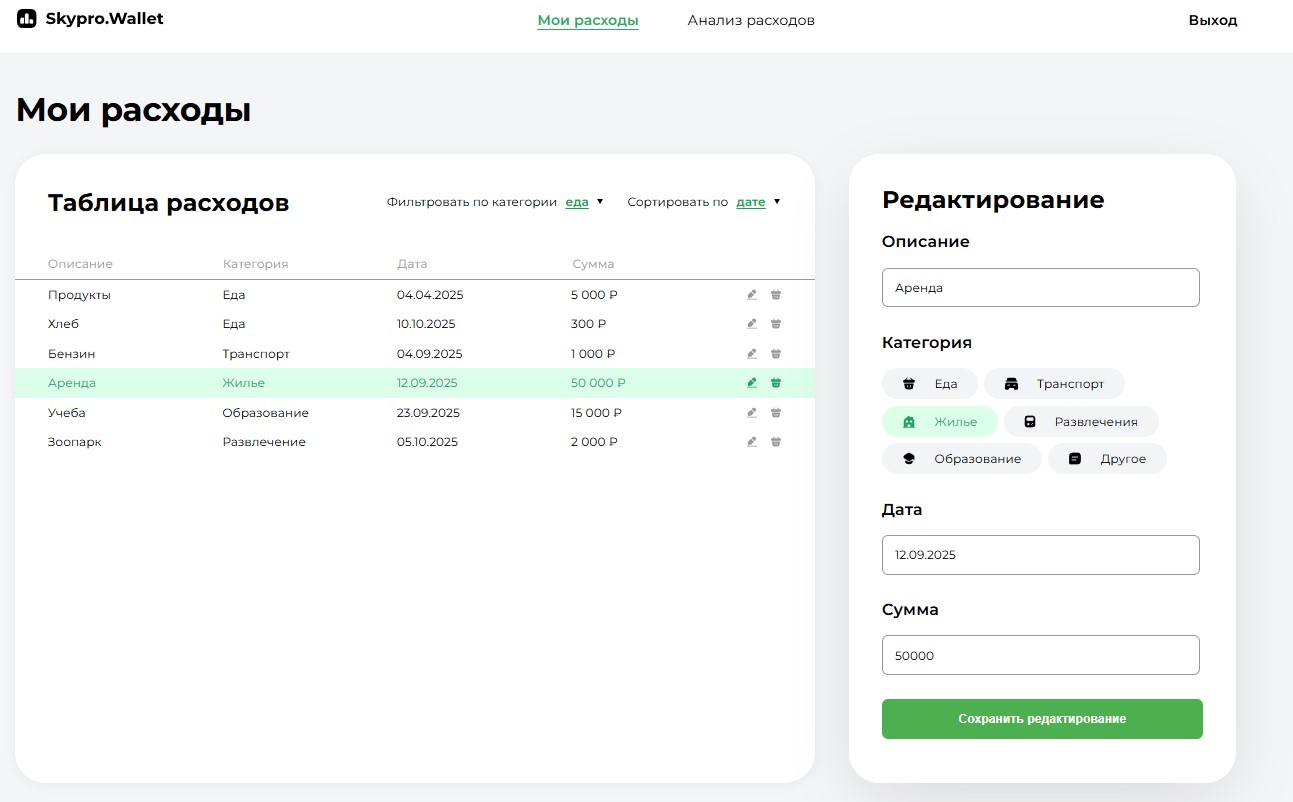 Skypro.Wallet Мои расходы Анализ расходов Выход
Мои расходы
Таблица расходов Фильтровать по категории еда ▼ Сортировать по дате ▼
Описание Категория Дата Сумма
Продукты Еда 04.04.2025 5 000 ₽
Хлеб Еда 10.10.2025 300 ₽
Бензин Транспорт 04.09.2025 1 000 ₽
Аренда Жилье 12.09.2025 50 000 ₽
Учеба Образование 23.09.2025 15 000 ₽
Зоопарк Развлечение 05.10.2025 2 000 ₽
Редактирование
Описание
Аренда
Категория
Еда Транспорт
Жилье Развлечения
Образование Другое
Дата
12.09.2025
Сумма
50000
Сохранить редактирование